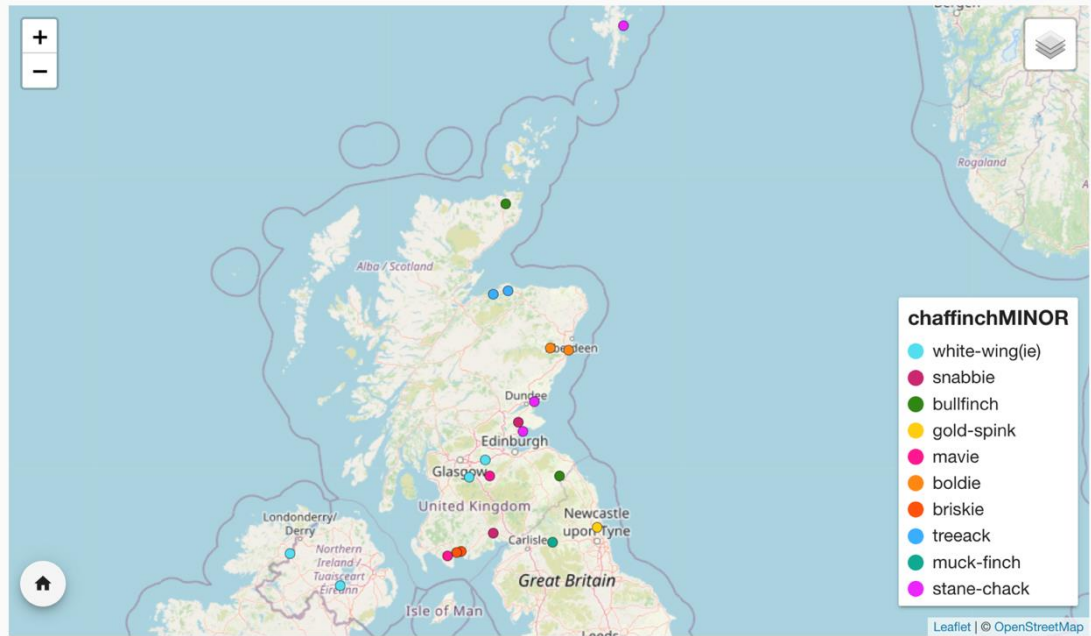 +
−
Bergen
Rogaland
Alba / Scotland
Aberdeen
Dundee
Edinburgh
Glasgow
United Kingdom
Londonderry/
Derry
Newcastle
upon Tyne
Carlisle
Northern
Ireland /
Tuaisceart
Éireann
Great Britain
Isle of Man
Leeds
chaffinchMINOR
white-wing(ie)
snabbie
bullfinch
gold-spink
mavie
boldie
briskie
treeack
muck-finch
stane-chack
Leaflet | © OpenStreetMap